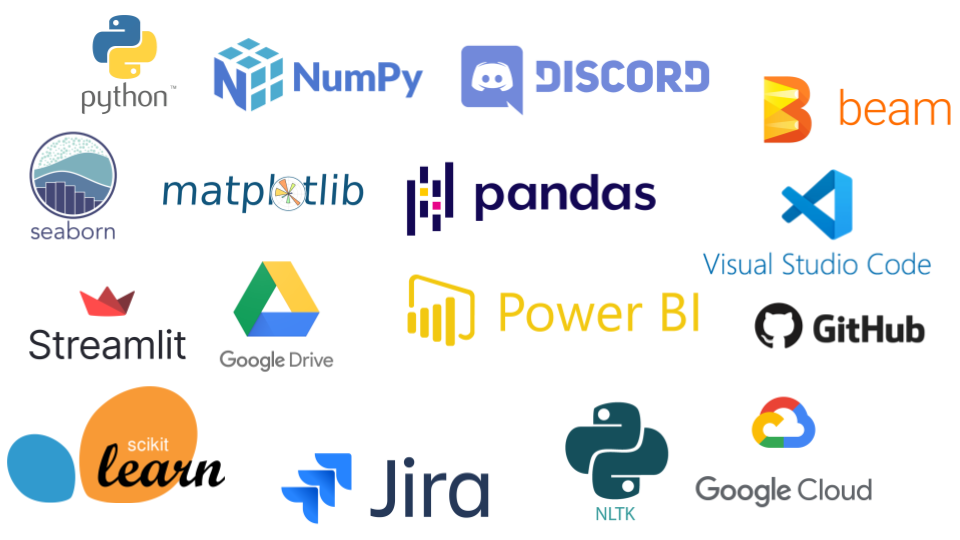 python™
NumPy
DISCORD
beam
seaborn
matplotlib
pandas
Visual Studio Code
Streamlit
Google Drive
Power BI
GitHub
scikit
learn
Jira
NLTK
Google Cloud